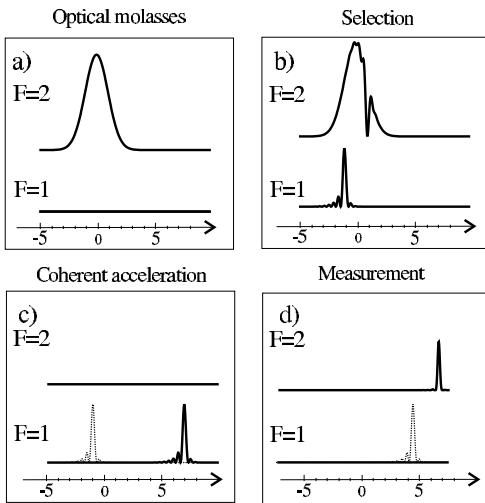 Optical molasses
Selection
a)
F=2
F=1
-5 0 5
b)
F=2
F=1
-5 0 5
Coherent acceleration
Measurement
c)
F=2
F=1
-5 0 5
d)
F=2
F=1
-5 0 5